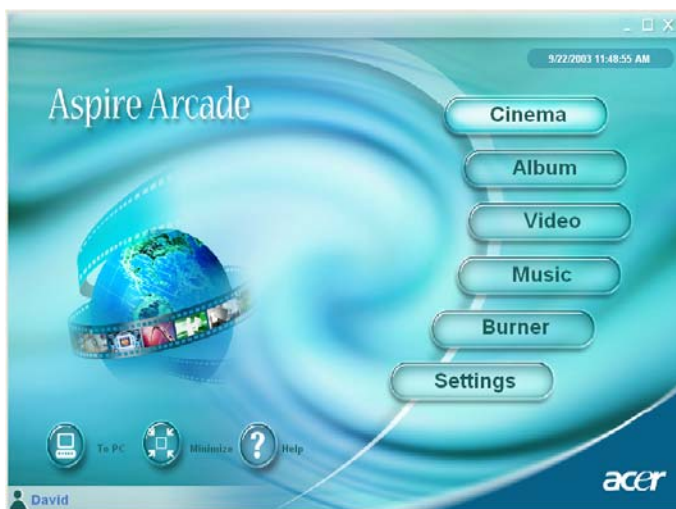 9/22/2003 11:48:55 AM
Aspire Arcade
Cinema
Album
Video
Music
Burner
Settings
To PC
Minimize
Help
acer
David